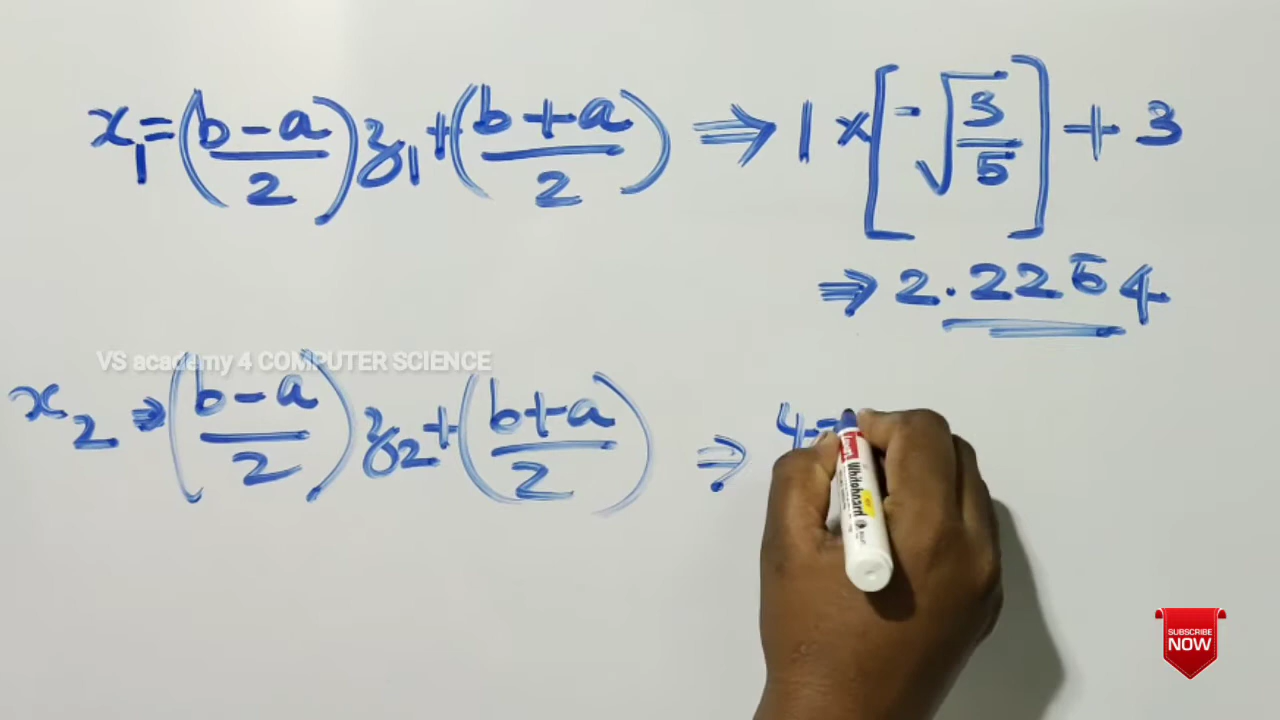 x₁ = (b-a/2) z₁ + (b+a/2) ⇒ 1 x [-√3/5] + 3
⇒ 2.2254
VS academy 4 COMPUTER SCIENCE
x₂ ⇒ (b-a/2) z₂ + (b+a/2) ⇒ 4-
Whiteboard
SUBSCRIBE
NOW